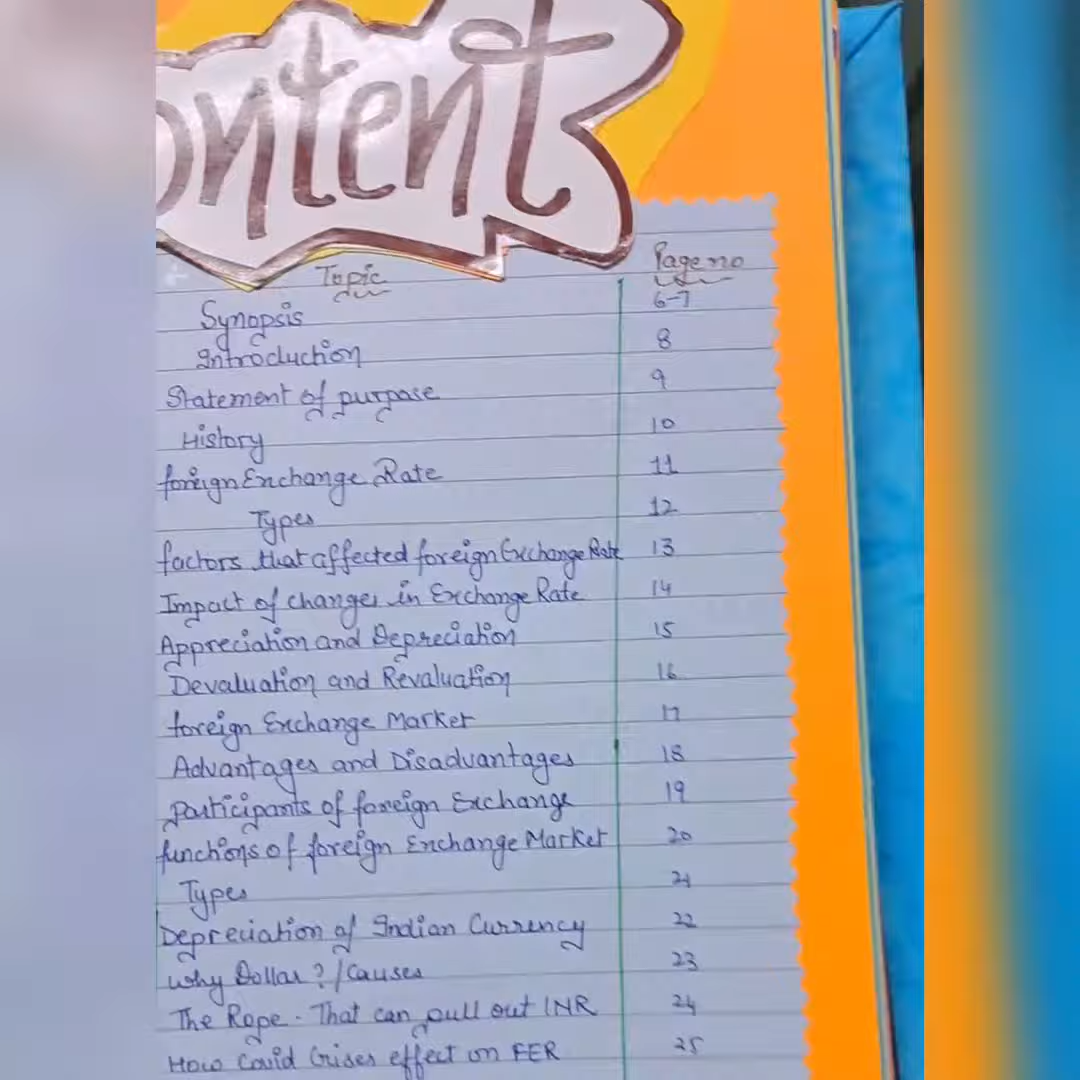 ontent
Topic Page no
Synopsis 6-7
Introduction 8
Statement of purpose 9
History 10
foreign Exchange Rate 11
Types 12
factors that affected foreign Exchange Rate 13
Impact of changes in Exchange Rate 14
Appreciation and Depreciation 15
Devaluation and Revaluation 16
foreign Exchange Market 17
Advantages and Disadvantages 18
Participants of foreign Exchange 19
functions of foreign Exchange Market 20
Types 21
Depreciation of Indian Currency 22
Why Dollar? / Causes 23
The Rope. That can pull out INR 24
How Covid Crises effect on FER 25